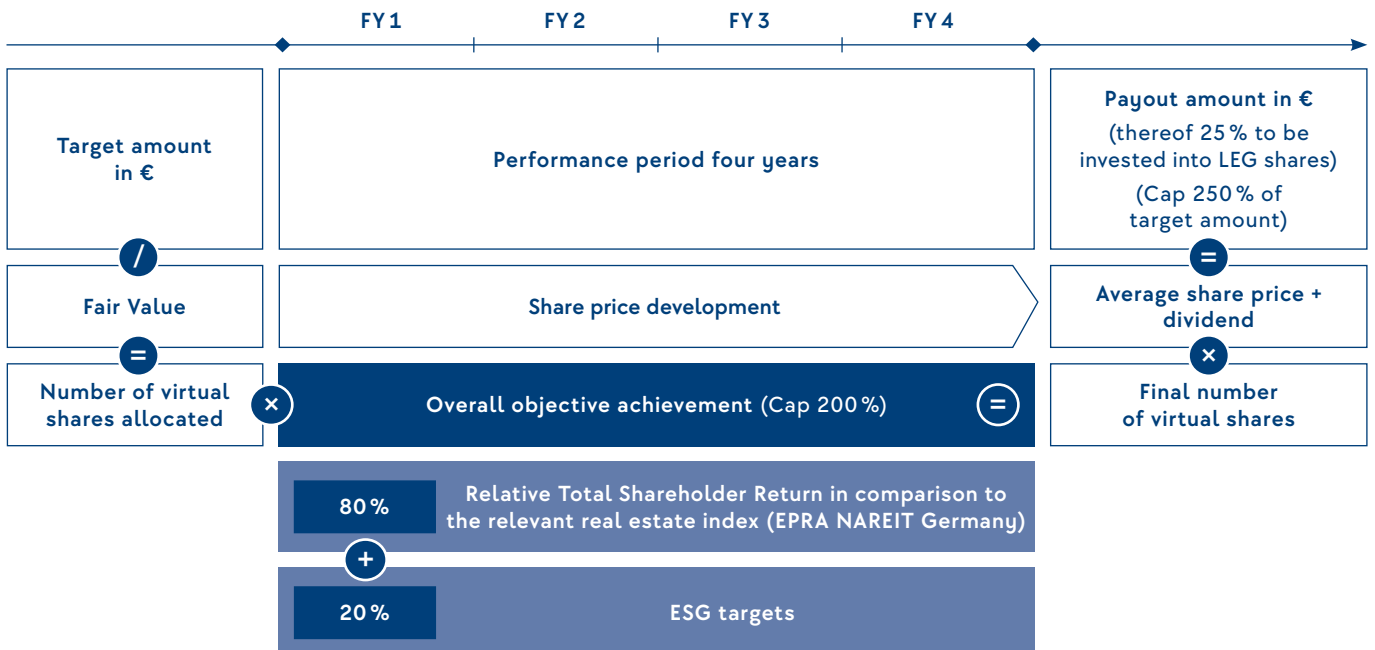 FY 1
FY 2
FY 3
FY 4
Target amount
in €
/
Fair Value
=
Number of virtual
shares allocated
×
Performance period four years
Share price development
Overall objective achievement (Cap 200 %)
=
80 %
Relative Total Shareholder Return in comparison to
the relevant real estate index (EPRA NAREIT Germany)
+
20 %
ESG targets
Payout amount in €
(thereof 25 % to be
invested into LEG shares)
(Cap 250 % of
target amount)
=
Average share price +
dividend
×
Final number
of virtual shares